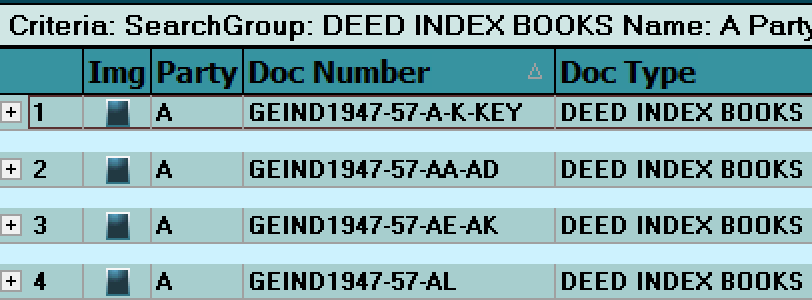 Criteria: SearchGroup: DEED INDEX BOOKS Name: A Party
Img Party Doc Number Doc Type
1 A GEIND1947-57-A-K-KEY DEED INDEX BOOKS
2 A GEIND1947-57-AA-AD DEED INDEX BOOKS
3 A GEIND1947-57-AE-AK DEED INDEX BOOKS
4 A GEIND1947-57-AL DEED INDEX BOOKS